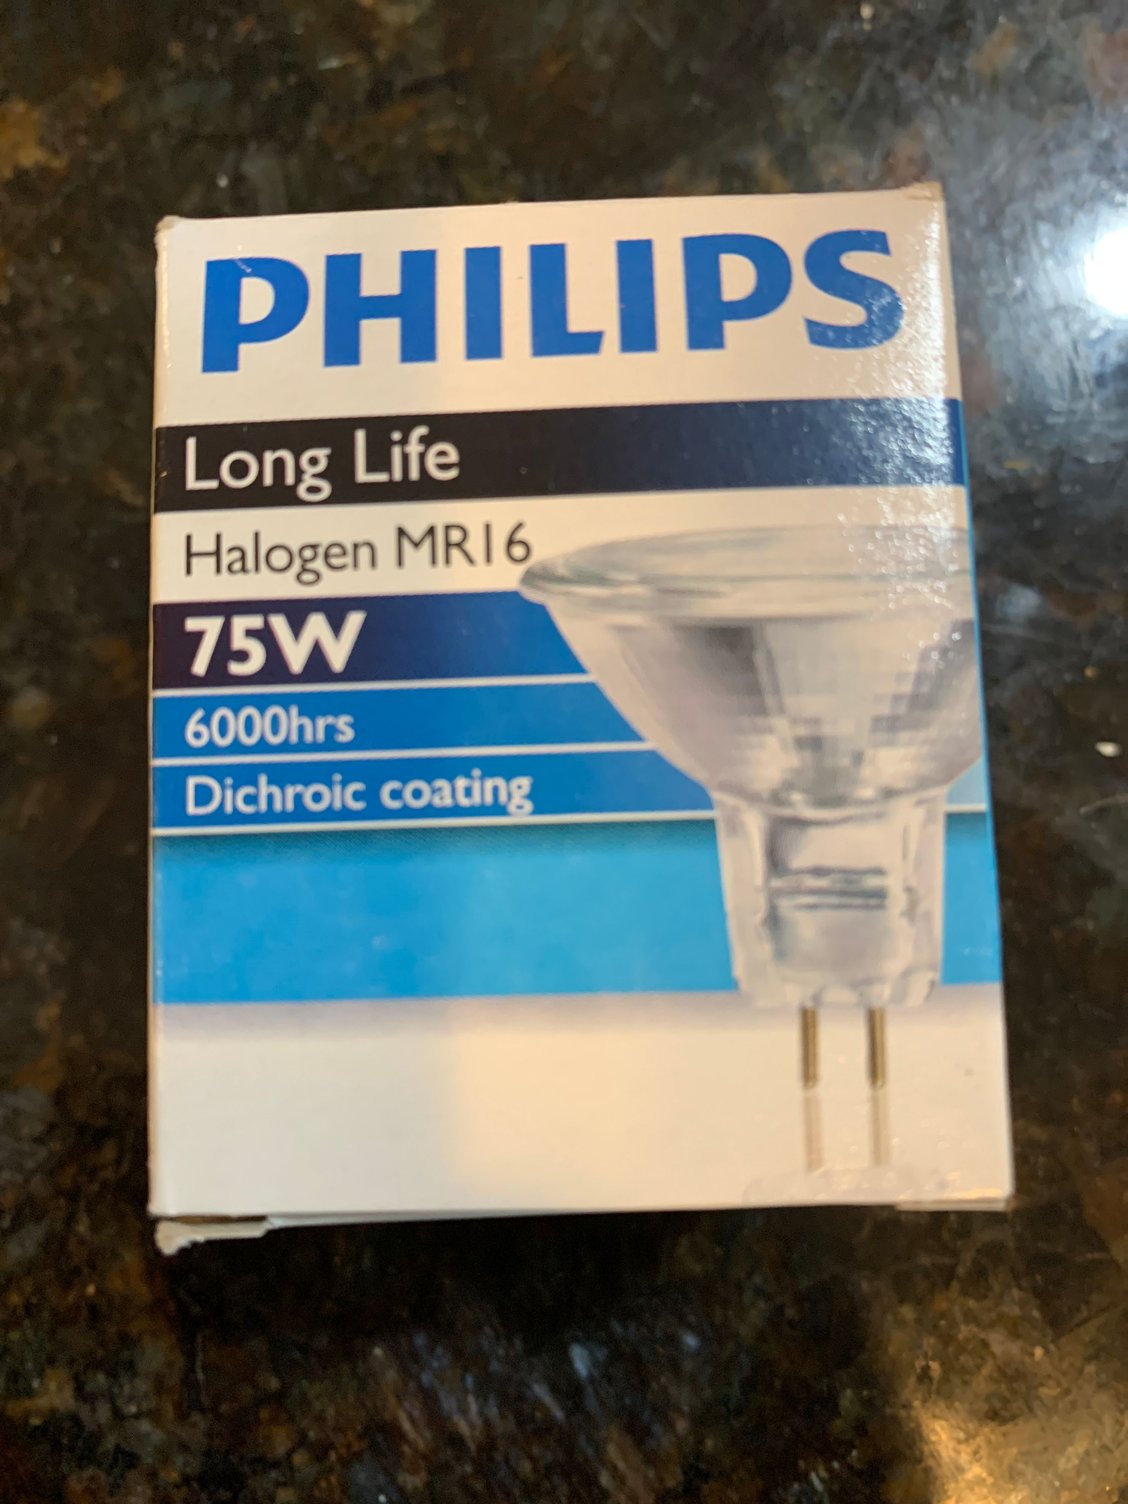 PHILIPS
Long Life
Halogen MR16
75W
6000hrs
Dichroic coating